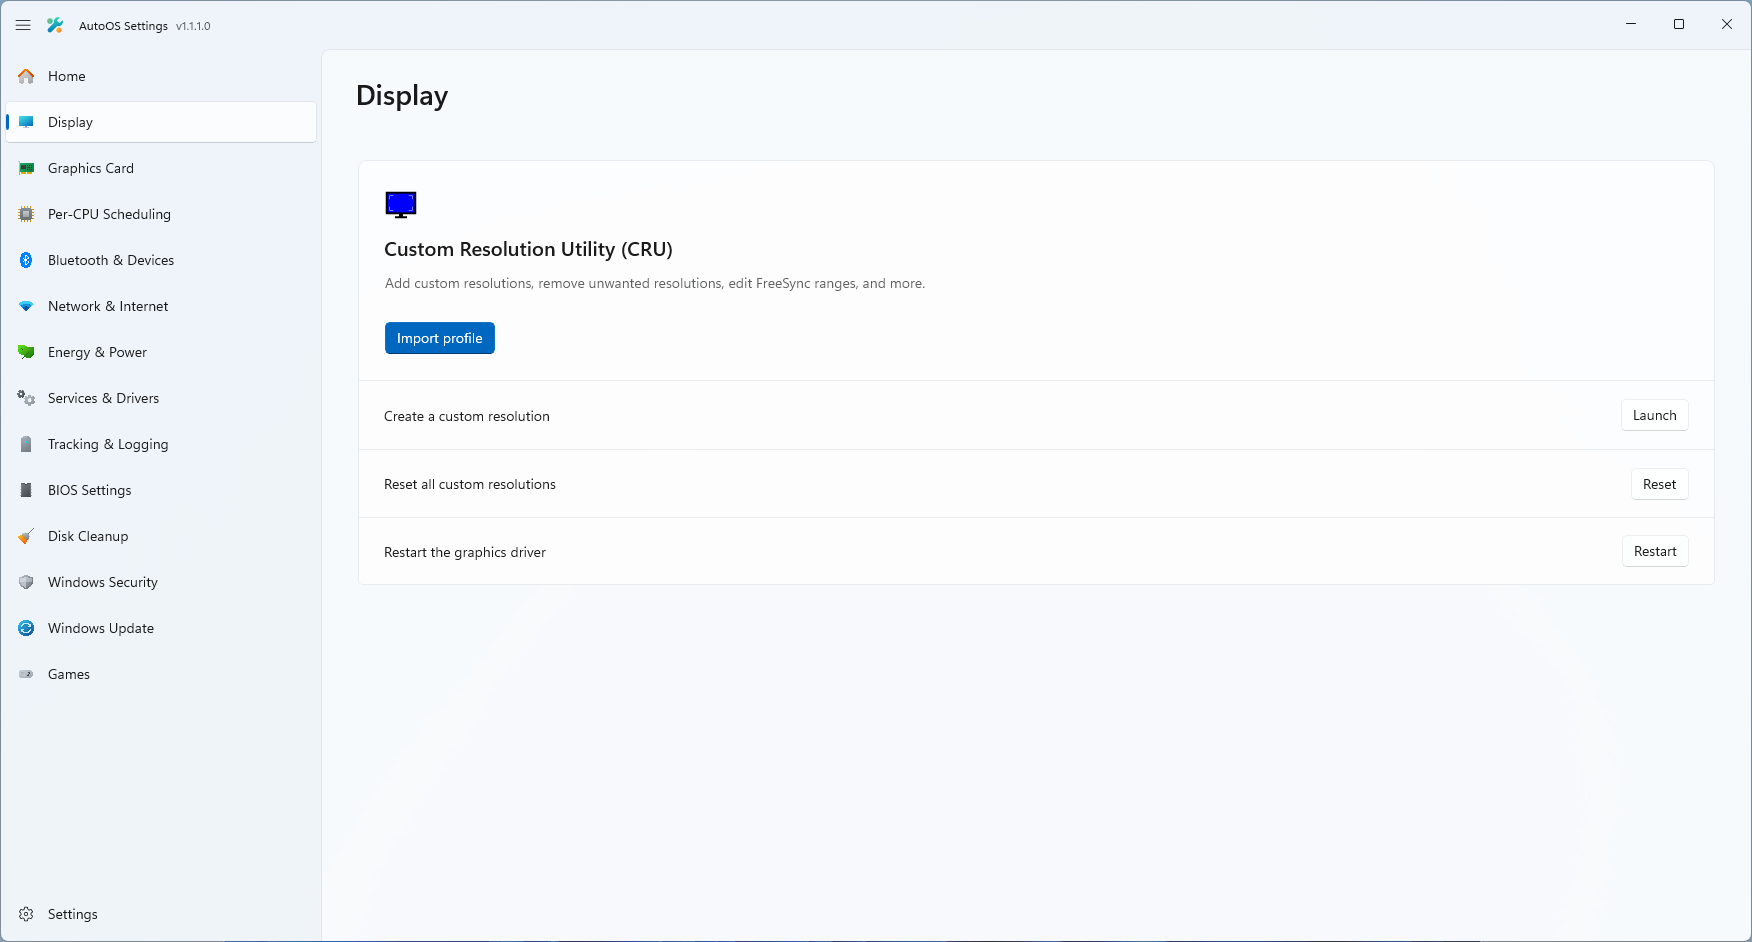 AutoOS Settings v1.1.1.0
Home
Display
Graphics Card
Per-CPU Scheduling
Bluetooth & Devices
Network & Internet
Energy & Power
Services & Drivers
Tracking & Logging
BIOS Settings
Disk Cleanup
Windows Security
Windows Update
Games
Settings
Display
Custom Resolution Utility (CRU)
Add custom resolutions, remove unwanted resolutions, edit FreeSync ranges, and more.
Import profile
Create a custom resolution Launch
Reset all custom resolutions Reset
Restart the graphics driver Restart